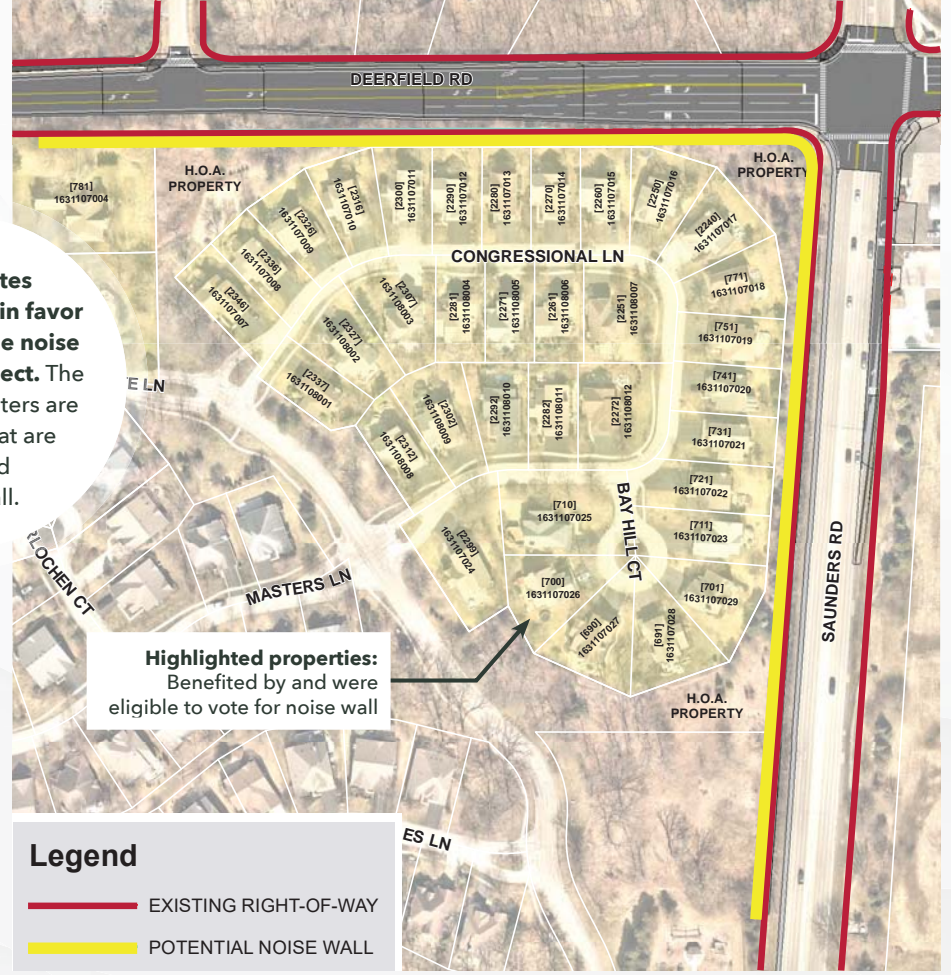 DEERFIELD RD
H.O.A.
PROPERTY
H.O.A.
PROPERTY
[781]
1631107004
[2346]
1631107007
[2336]
1631107008
[2326]
1631107009
[2316]
1631107010
[2300]
1631107011
[2290]
1631107012
[2280]
1631107013
[2270]
1631107014
[2260]
1631107015
[2250]
1631107016
[2240]
1631107017
CONGRESSIONAL LN
[771]
1631107018
[751]
1631107019
[741]
1631107020
[731]
1631107021
[721]
1631107022
[711]
1631107023
[701]
1631107029
[2337]
1631108001
[2327]
1631108002
[2307]
1631108003
[2281]
1631108004
[2271]
1631108005
[2261]
1631108006
[2251]
1631108007
[2312]
1631108008
[2302]
1631108009
[2292]
1631108010
[2282]
1631108011
[2272]
1631108012
[2299]
1631107024
[710]
1631107025
[700]
1631107026
[690]
1631107027
[691]
1631107028
BAY HILL CT
SAUNDERS RD
tes
in favor
e noise
ect. The
ters are
at are
d
ll.
E LN
LOCHEN CT
MASTERS LN
Highlighted properties:
Benefited by and were
eligible to vote for noise wall
H.O.A.
PROPERTY
ES LN
Legend
EXISTING RIGHT-OF-WAY
POTENTIAL NOISE WALL